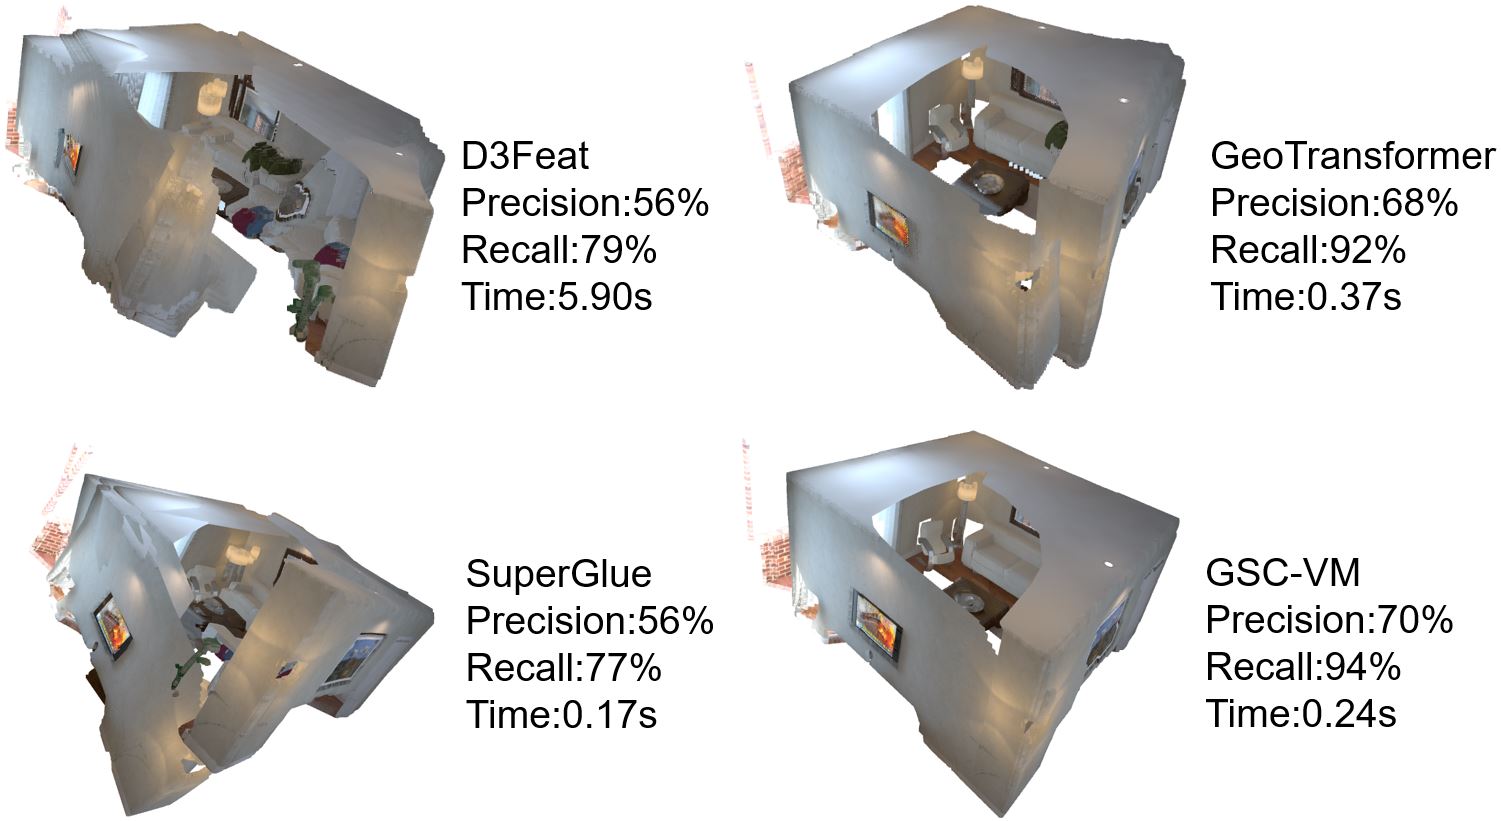 D3Feat
Precision:56%
Recall:79%
Time:5.90s
GeoTransformer
Precision:68%
Recall:92%
Time:0.37s
SuperGlue
Precision:56%
Recall:77%
Time:0.17s
GSC-VM
Precision:70%
Recall:94%
Time:0.24s